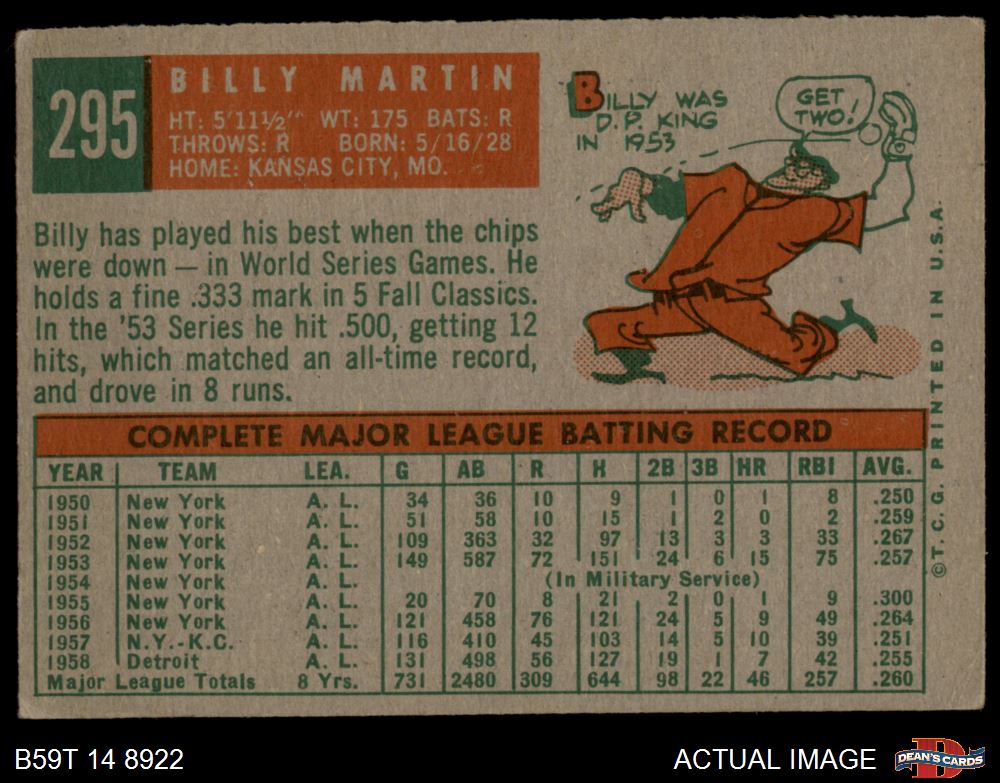 295
BILLY MARTIN
HT: 5'11½" WT: 175 BATS: R
THROWS: R BORN: 5/16/28
HOME: KANSAS CITY, MO.
BILLY WAS
D.P. KING
IN 1953
GET
TWO!
Billy has played his best when the chips
were down — in World Series Games. He
holds a fine .333 mark in 5 Fall Classics.
In the '53 Series he hit .500, getting 12
hits, which matched an all-time record,
and drove in 8 runs.
COMPLETE MAJOR LEAGUE BATTING RECORD
YEAR TEAM LEA. G AB R H 2B 3B HR RBI AVG.
1950 New York A. L. 34 36 10 9 1 0 1 8 .250
1951 New York A. L. 51 58 10 15 1 2 0 2 .259
1952 New York A. L. 109 363 32 97 13 3 3 33 .267
1953 New York A. L. 149 587 72 151 24 6 15 75 .257
1954 New York A. L. (In Military Service)
1955 New York A. L. 20 70 8 21 2 0 1 9 .300
1956 New York A. L. 121 458 76 121 24 5 9 49 .264
1957 N.Y.-K.C. A. L. 116 410 45 103 14 5 10 39 .251
1958 Detroit A. L. 131 498 56 127 19 1 7 42 .255
Major League Totals 8 Yrs. 731 2480 309 644 98 22 46 257 .260
©T.C.G. PRINTED IN U.S.A.
B59T 14 8922
ACTUAL IMAGE
D
DEAN'S CARDS